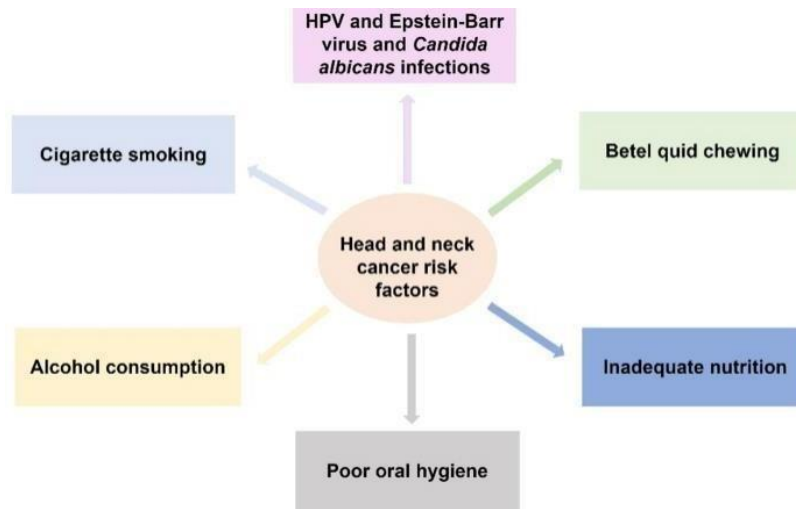 HPV and Epstein-Barr
virus and Candida
albicans infections
Cigarette smoking
Betel quid chewing
Head and neck
cancer risk
factors
Alcohol consumption
Inadequate nutrition
Poor oral hygiene